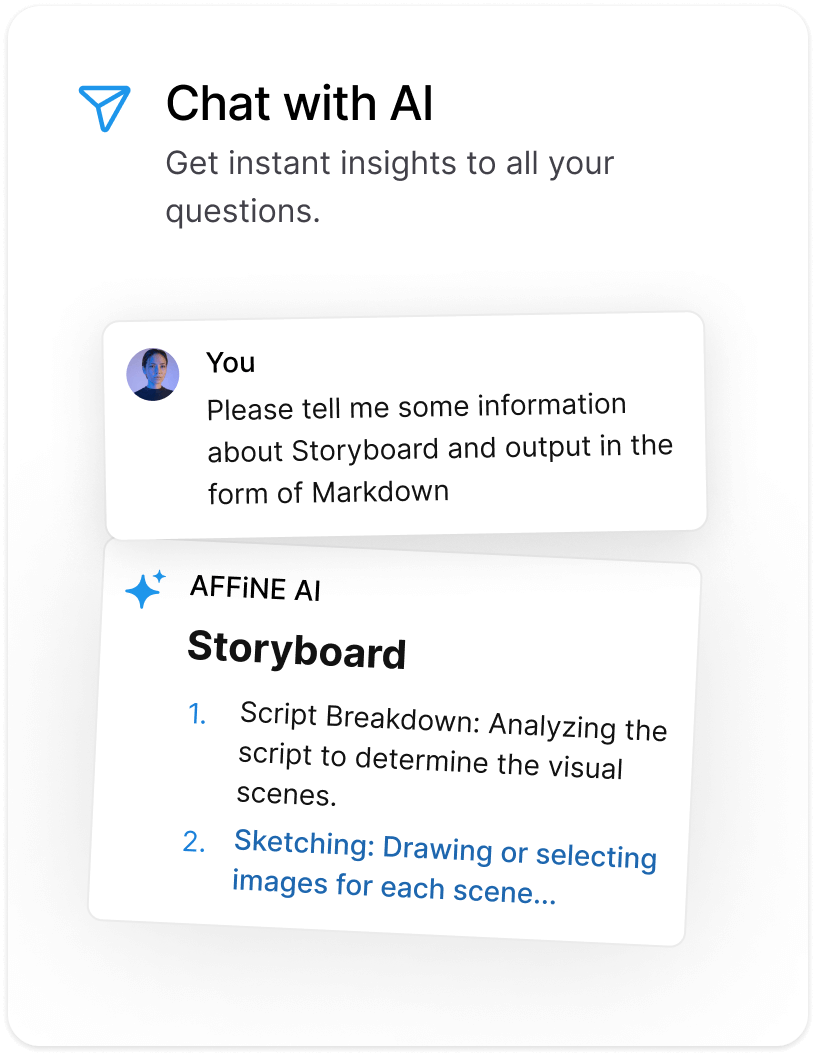 Chat with AI
Get instant insights to all your
questions.
You
Please tell me some information
about Storyboard and output in the
form of Markdown
AFFiNE AI
Storyboard
1. Script Breakdown: Analyzing the
script to determine the visual
scenes.
2. Sketching: Drawing or selecting
images for each scene...